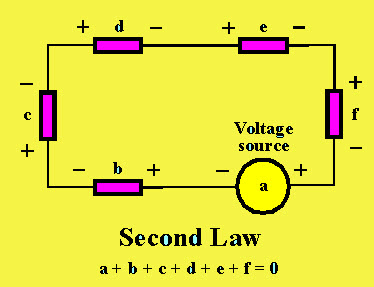 + d − + e −
− +
c f
+ −
Voltage
source
− b + − a +
Second Law
a + b + c + d + e + f = 0